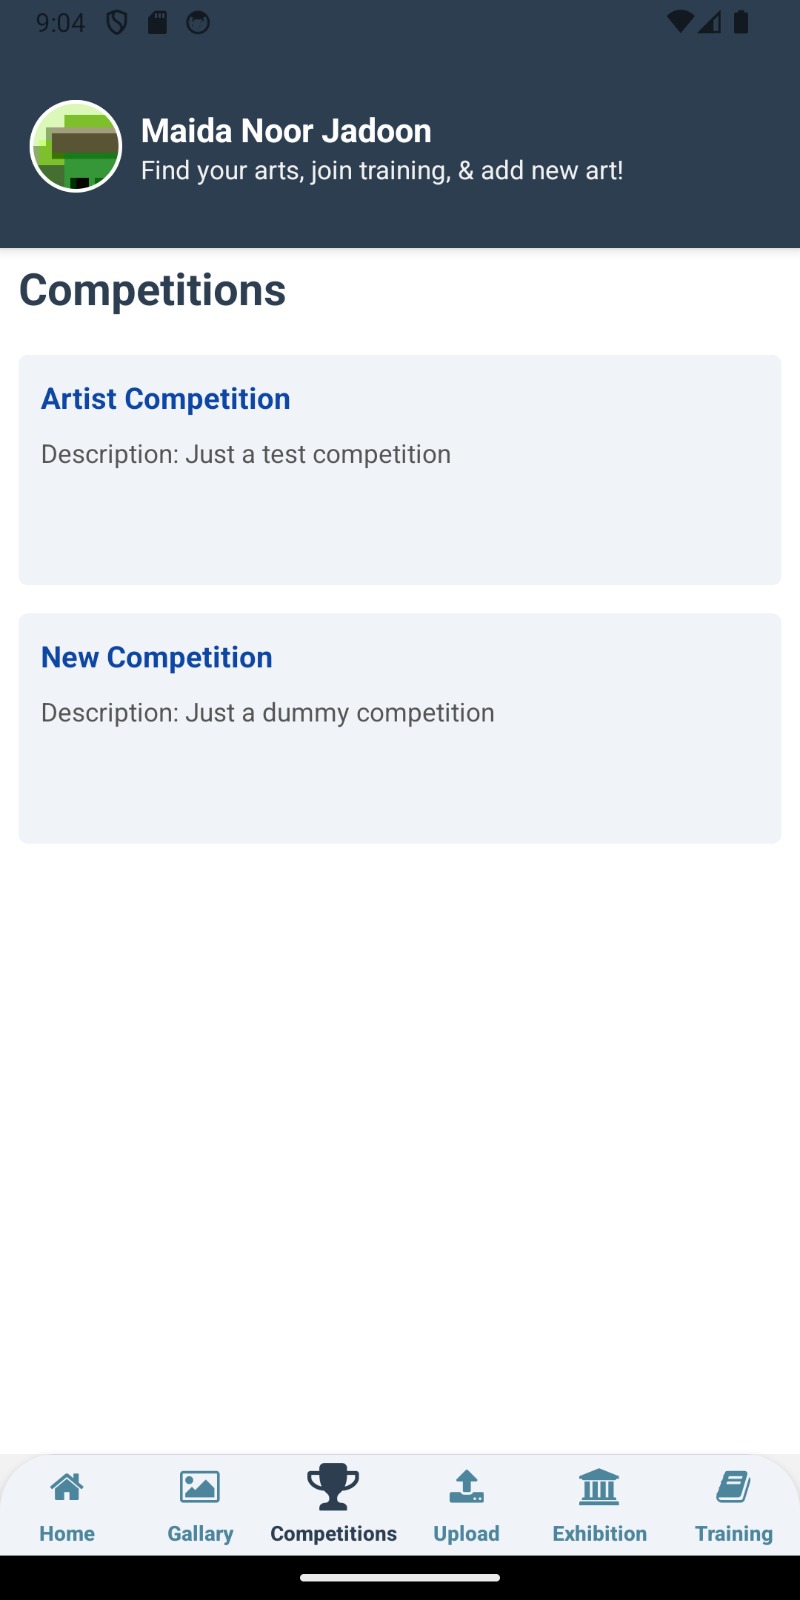 9:04
Maida Noor Jadoon
Find your arts, join training, & add new art!
Competitions
Artist Competition
Description: Just a test competition
New Competition
Description: Just a dummy competition
Home Gallary Competitions Upload Exhibition Training